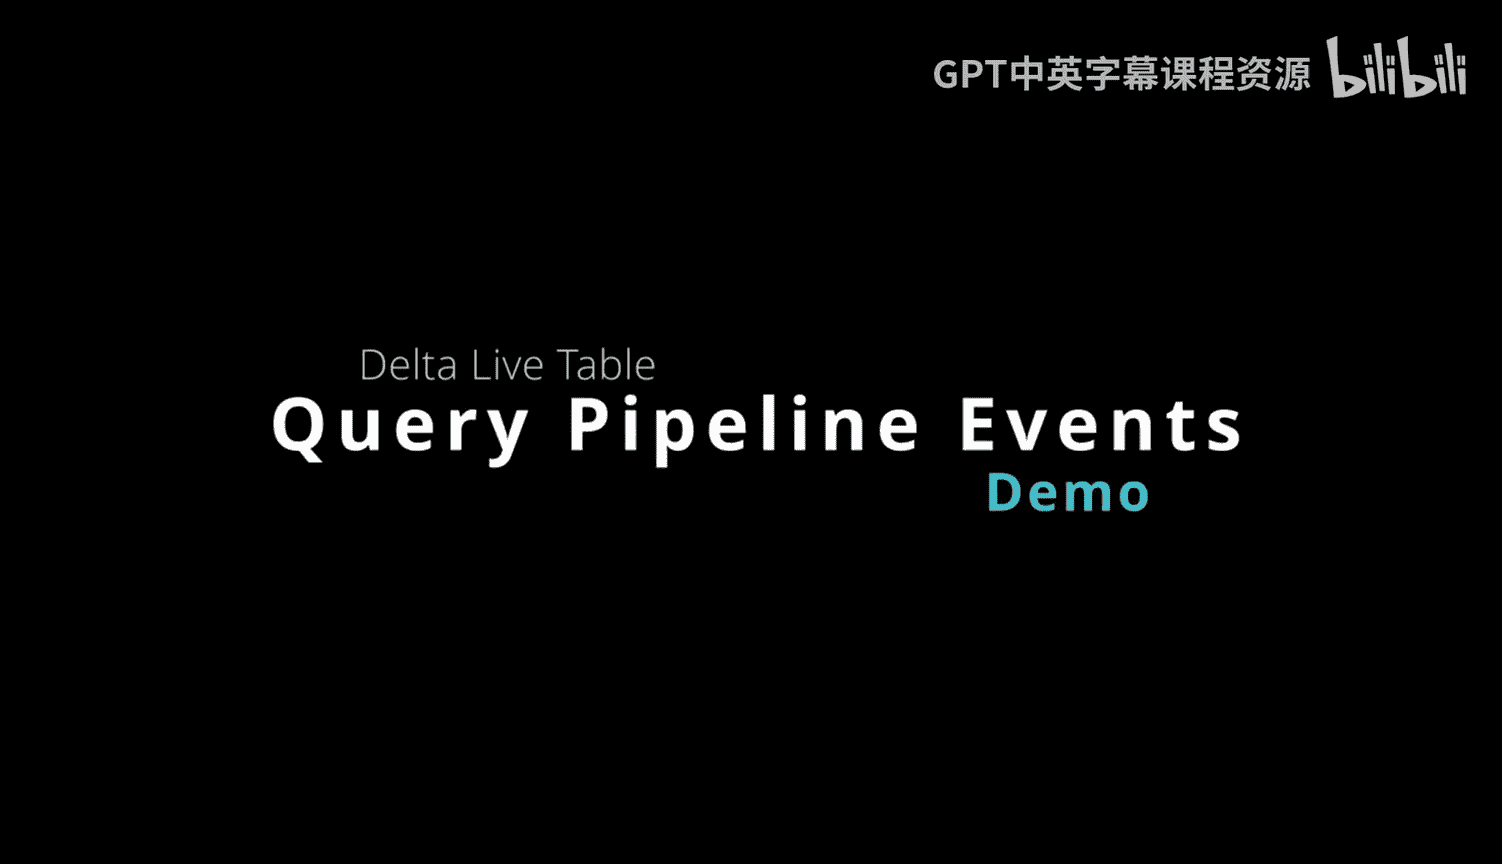 GPT中英字幕课程资源 bilibili
Delta Live Table
Query Pipeline Events
Demo